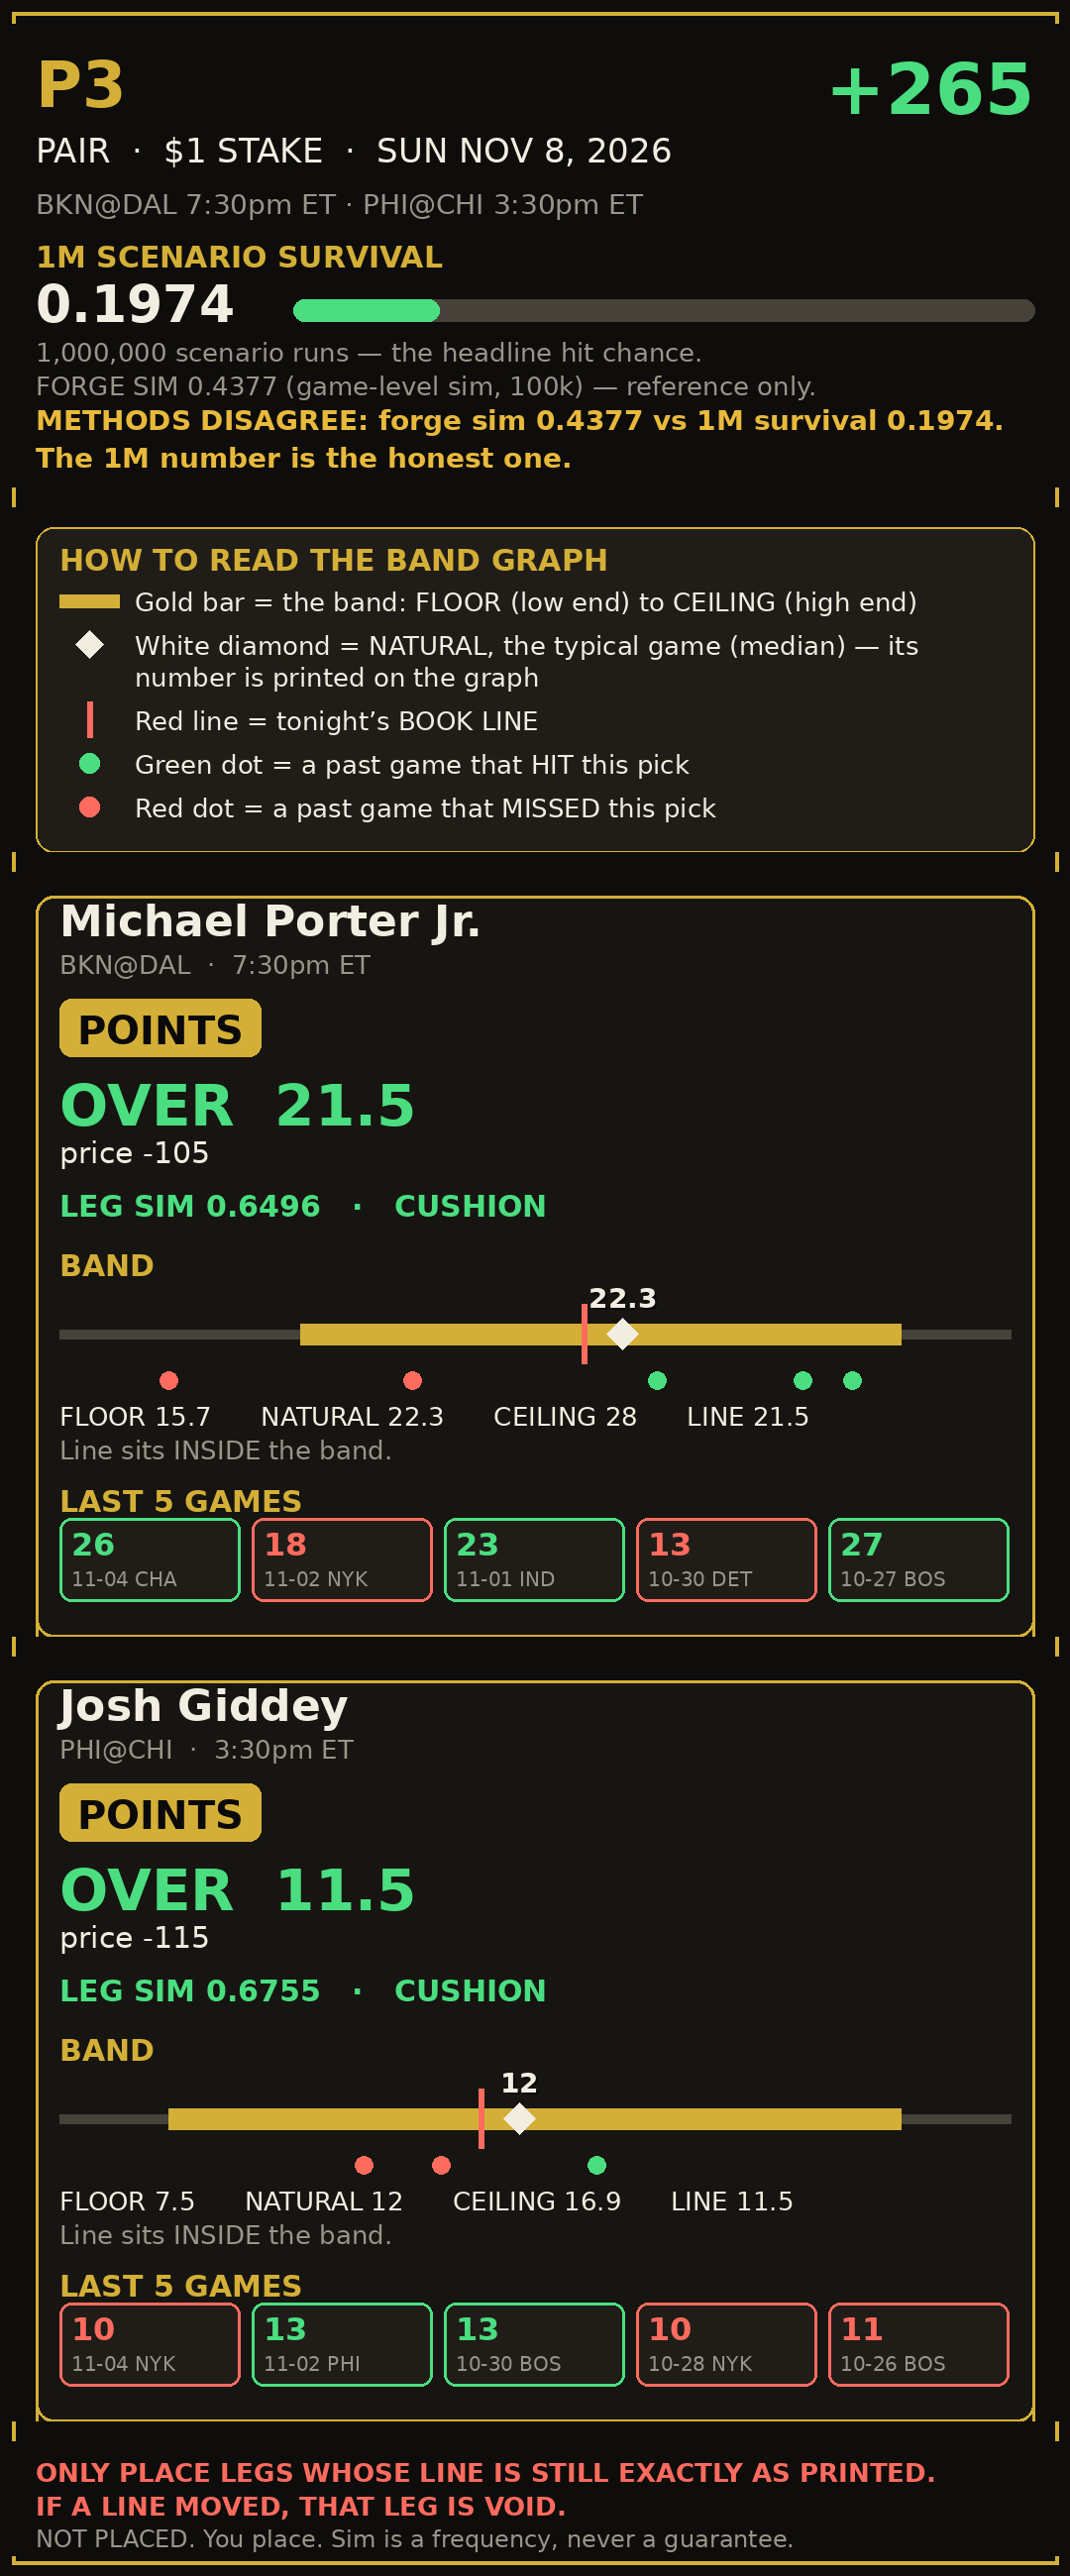 P3
+265
PAIR · $1 STAKE · SUN NOV 8, 2026
BKN@DAL 7:30pm ET · PHI@CHI 3:30pm ET
1M SCENARIO SURVIVAL
0.1974
1,000,000 scenario runs — the headline hit chance.
FORGE SIM 0.4377 (game-level sim, 100k) — reference only.
METHODS DISAGREE: forge sim 0.4377 vs 1M survival 0.1974.
The 1M number is the honest one.
HOW TO READ THE BAND GRAPH
Gold bar = the band: FLOOR (low end) to CEILING (high end)
White diamond = NATURAL, the typical game (median) — its
number is printed on the graph
Red line = tonight’s BOOK LINE
Green dot = a past game that HIT this pick
Red dot = a past game that MISSED this pick
Michael Porter Jr.
BKN@DAL · 7:30pm ET
POINTS
OVER 21.5
price -105
LEG SIM 0.6496 · CUSHION
BAND
22.3
FLOOR 15.7 NATURAL 22.3 CEILING 28 LINE 21.5
Line sits INSIDE the band.
LAST 5 GAMES
26 18 23 13 27
11-04 CHA 11-02 NYK 11-01 IND 10-30 DET 10-27 BOS
Josh Giddey
PHI@CHI · 3:30pm ET
POINTS
OVER 11.5
price -115
LEG SIM 0.6755 · CUSHION
BAND
12
FLOOR 7.5 NATURAL 12 CEILING 16.9 LINE 11.5
Line sits INSIDE the band.
LAST 5 GAMES
10 13 13 10 11
11-04 NYK 11-02 PHI 10-30 BOS 10-28 NYK 10-26 BOS
ONLY PLACE LEGS WHOSE LINE IS STILL EXACTLY AS PRINTED.
IF A LINE MOVED, THAT LEG IS VOID.
NOT PLACED. You place. Sim is a frequency, never a guarantee.